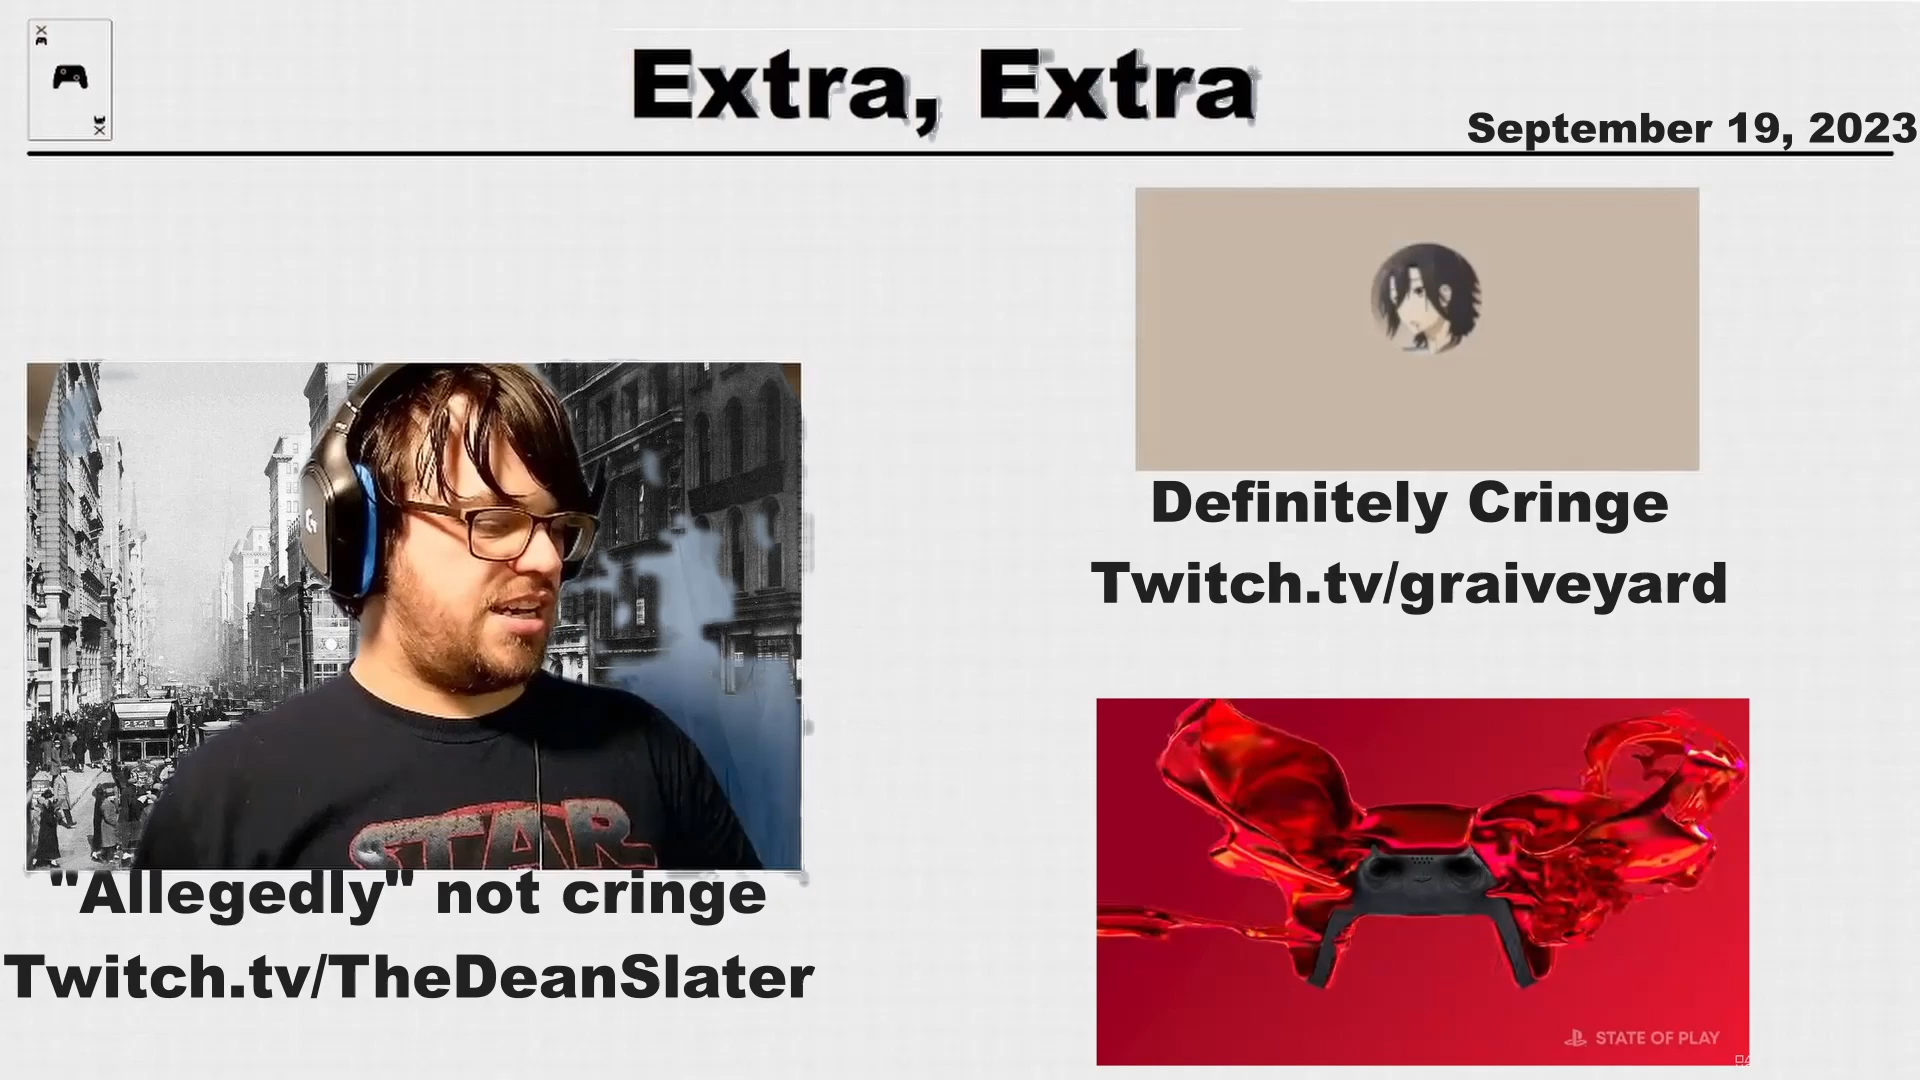 Extra, Extra
September 19, 2023
Definitely Cringe
Twitch.tv/graiveyard
STAR
"Allegedly" not cringe
Twitch.tv/TheDeanSlater
STATE OF PLAY